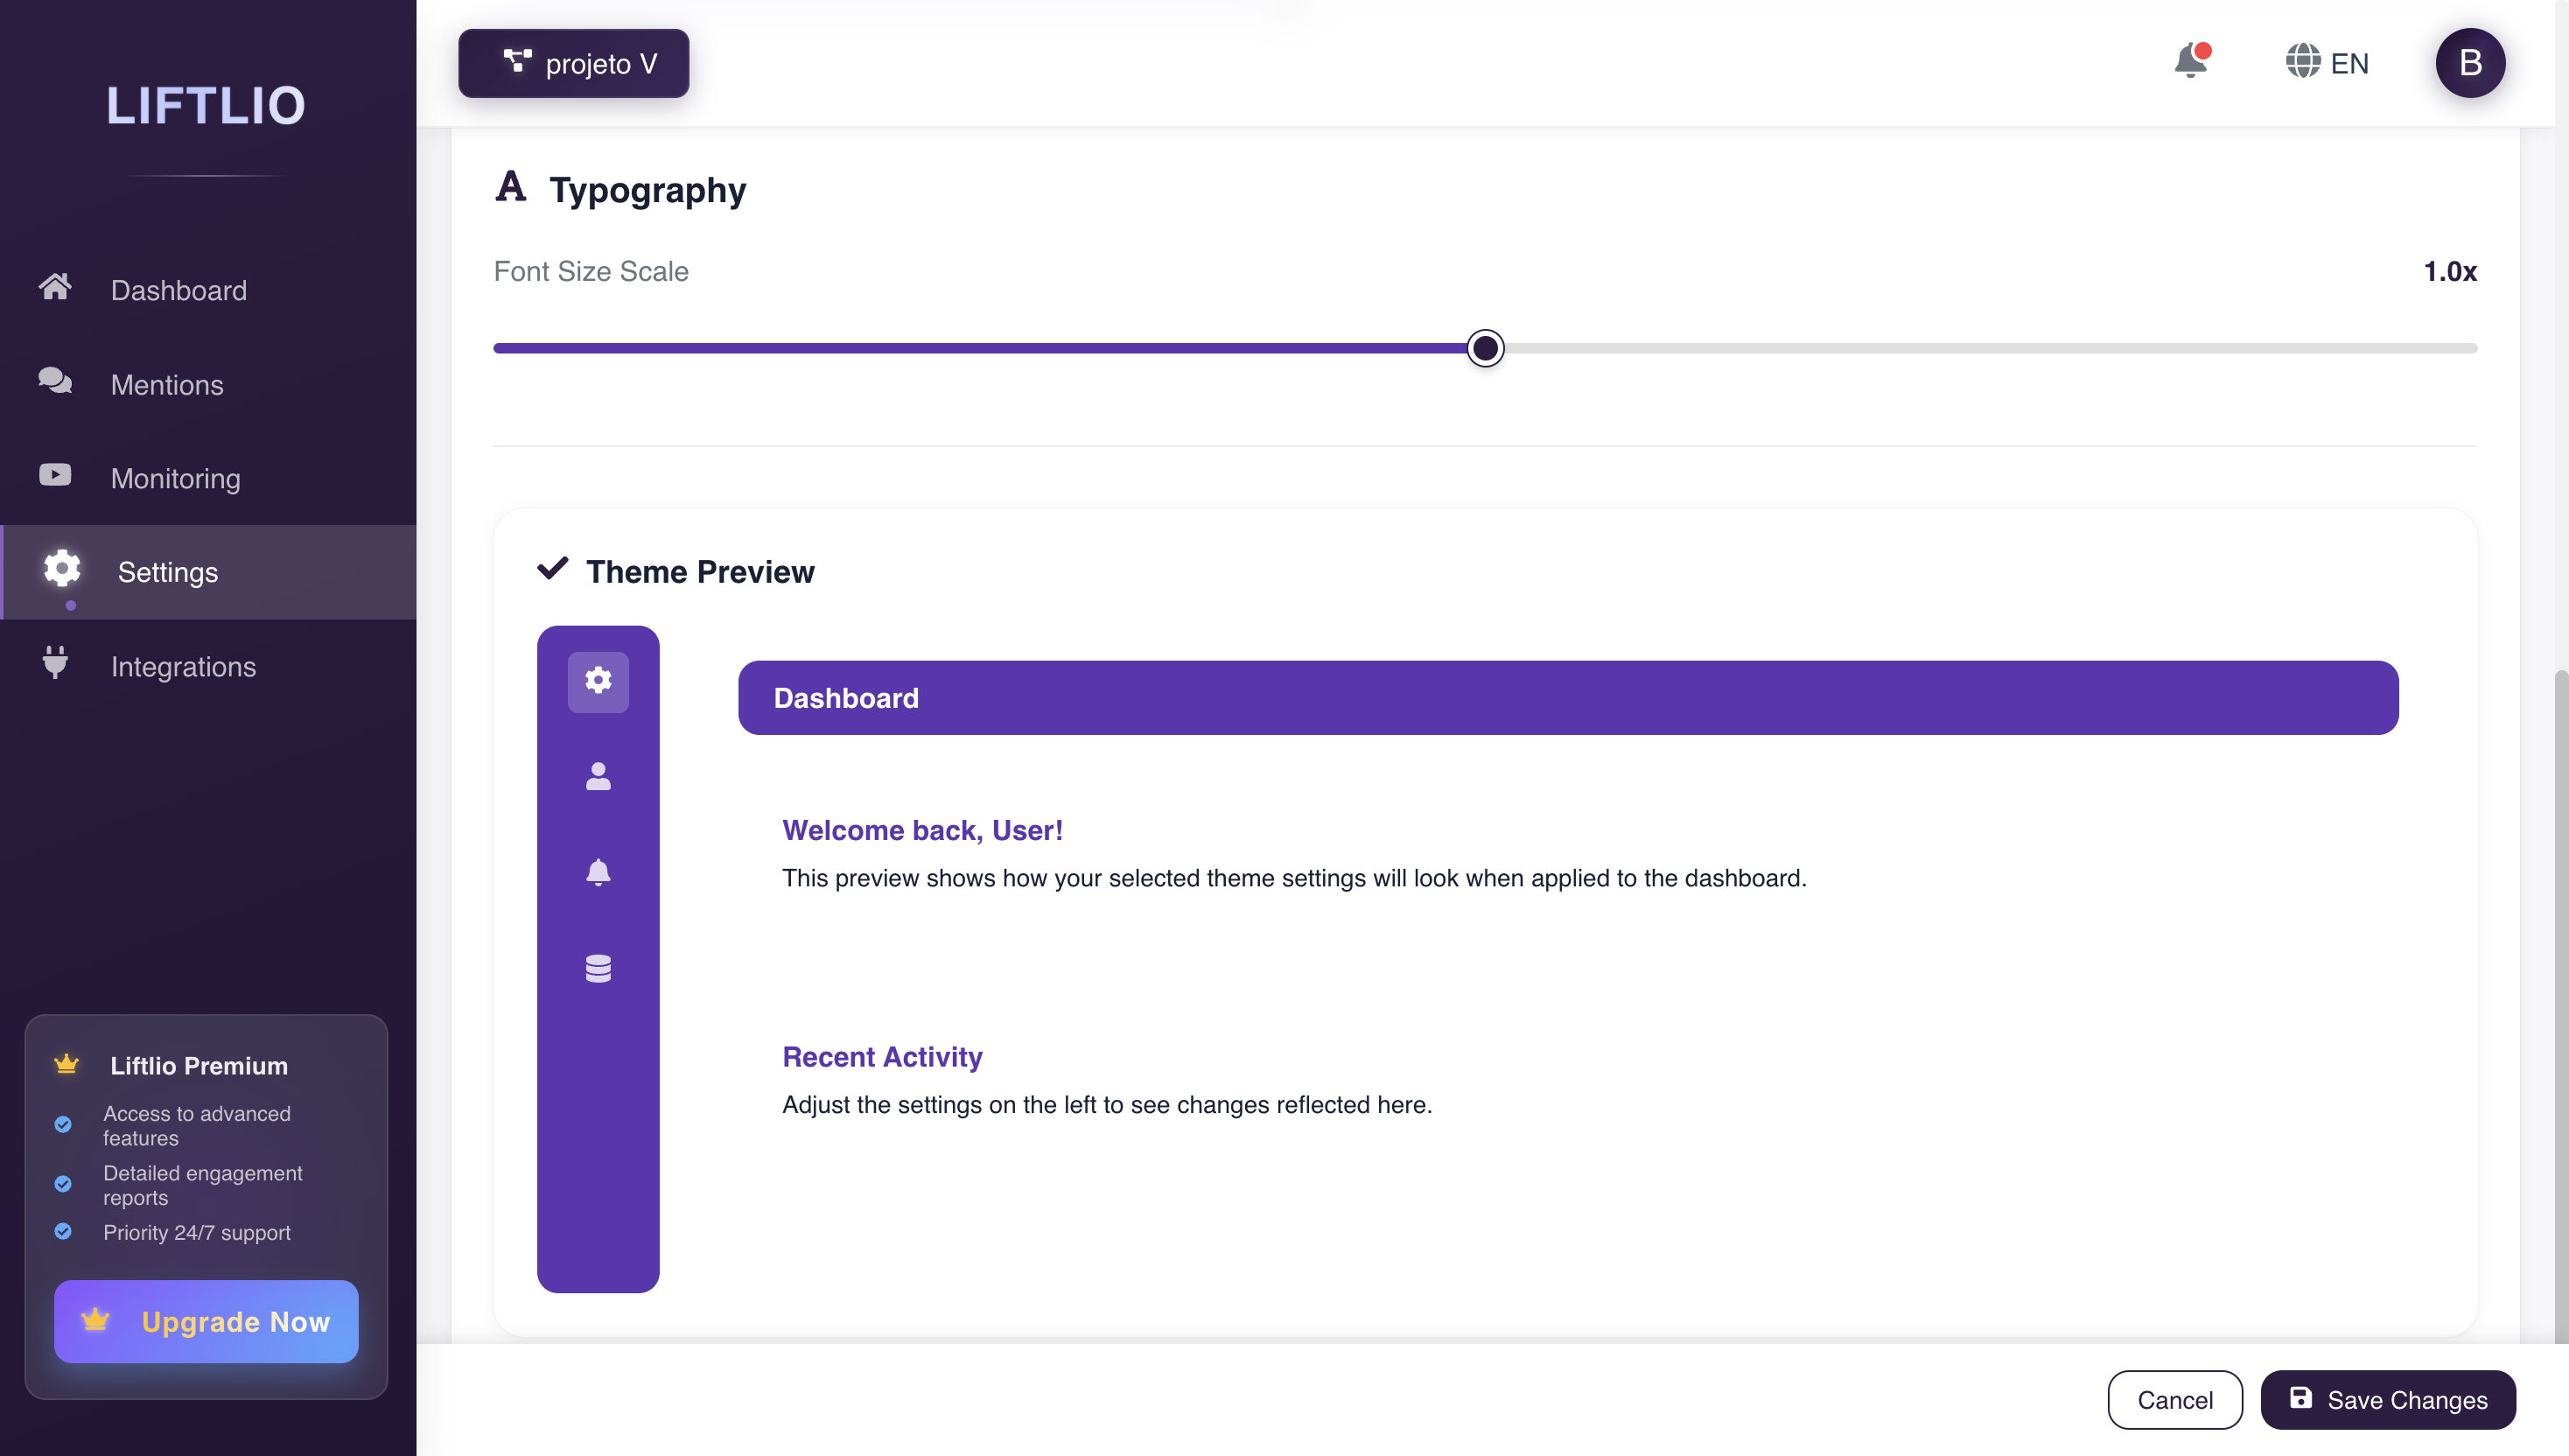 LIFTLIO
Dashboard
Mentions
Monitoring
Settings
Integrations
Liftlio Premium
Access to advanced
features
Detailed engagement
reports
Priority 24/7 support
Upgrade Now
projeto V
EN
B
Typography
Font Size Scale
1.0x
Theme Preview
Dashboard
Welcome back, User!
This preview shows how your selected theme settings will look when applied to the dashboard.
Recent Activity
Adjust the settings on the left to see changes reflected here.
Cancel
Save Changes